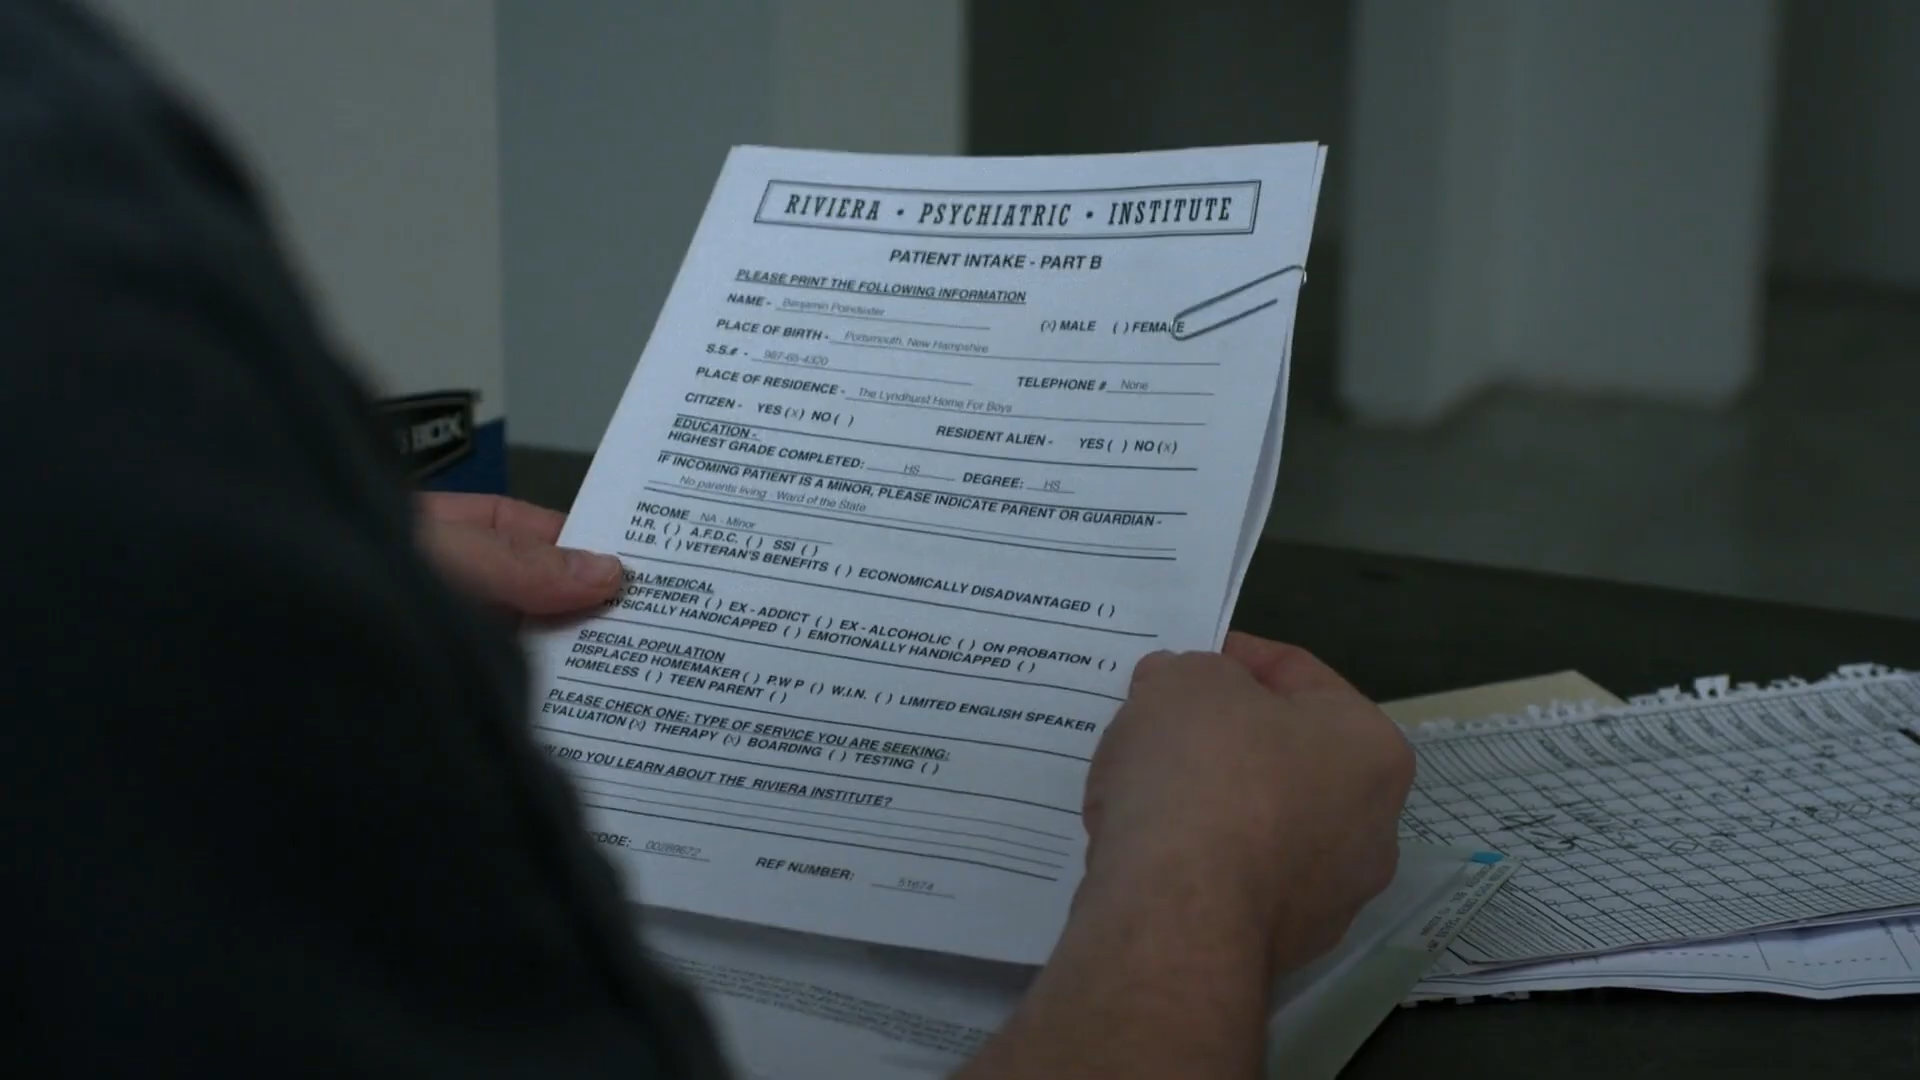 RIVIERA • PSYCHIATRIC • INSTITUTE
PATIENT INTAKE - PART B
PLEASE PRINT THE FOLLOWING INFORMATION
NAME - Benjamin Poindexter (X) MALE ( ) FEMALE
PLACE OF BIRTH - Portsmouth, New Hampshire
S.S.# - 987-65-4320 TELEPHONE # None
PLACE OF RESIDENCE - The Lyndhurst Home For Boys
CITIZEN - YES (X) NO ( ) RESIDENT ALIEN - YES ( ) NO (X)
EDUCATION -
HIGHEST GRADE COMPLETED: HS DEGREE: HS
IF INCOMING PATIENT IS A MINOR, PLEASE INDICATE PARENT OR GUARDIAN -
No parents living - Ward of the State
INCOME NA - Minor
H.R. ( ) A.F.D.C. ( ) SSI ( )
U.I.B. ( ) VETERAN'S BENEFITS ( ) ECONOMICALLY DISADVANTAGED ( )
GAL/MEDICAL
- OFFENDER ( ) EX - ADDICT ( ) EX - ALCOHOLIC ( ) ON PROBATION ( )
YSICALLY HANDICAPPED ( ) EMOTIONALLY HANDICAPPED ( )
SPECIAL POPULATION
DISPLACED HOMEMAKER ( ) P.W P ( ) W.I.N. ( ) LIMITED ENGLISH SPEAKER
HOMELESS ( ) TEEN PARENT ( )
PLEASE CHECK ONE: TYPE OF SERVICE YOU ARE SEEKING:
EVALUATION (X) THERAPY (X) BOARDING ( ) TESTING ( )
W DID YOU LEARN ABOUT THE RIVIERA INSTITUTE?
CODE: 00289672 REF NUMBER: 51674
BOX